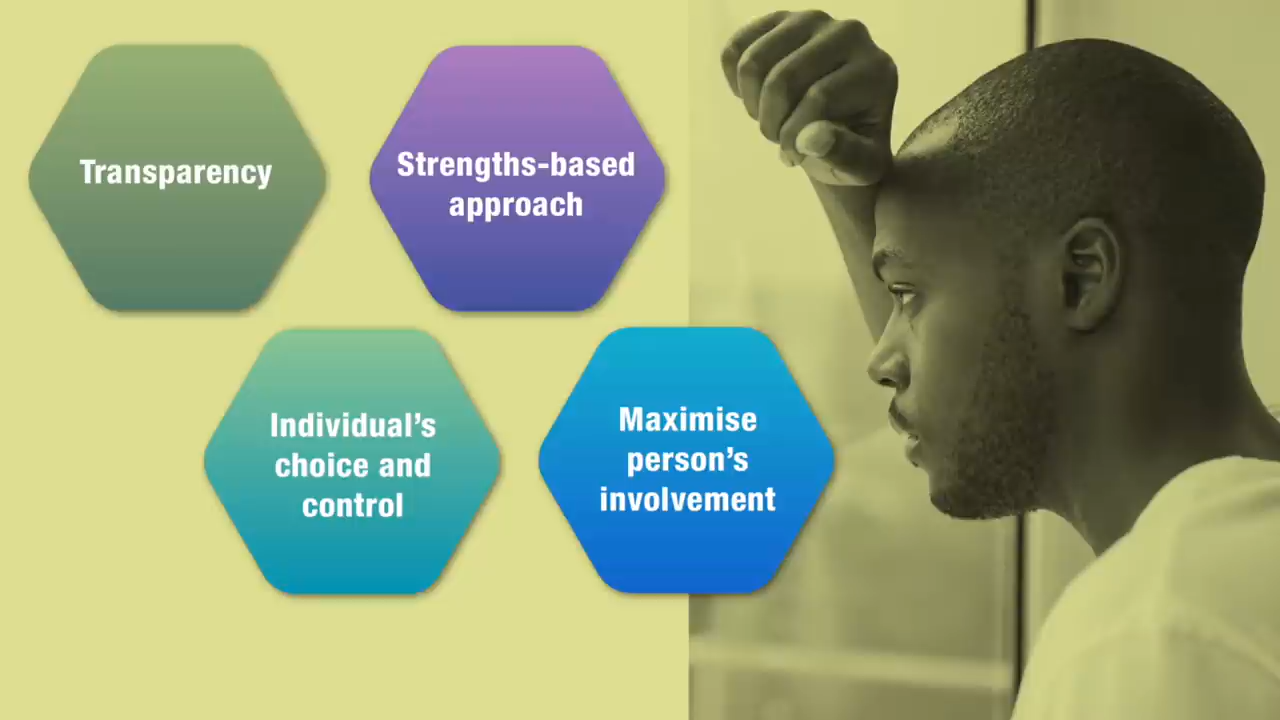 Transparency
Strengths-based
approach
Individual’s
choice and
control
Maximise
person’s
involvement